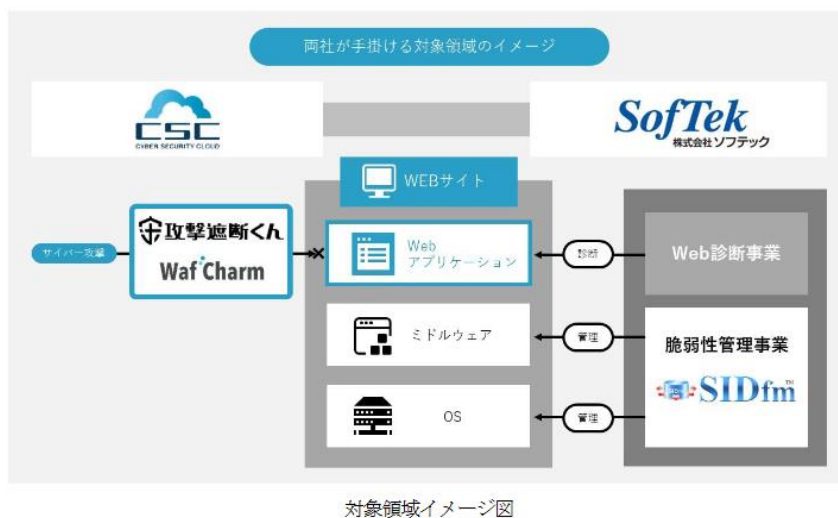 両社が手掛ける対象領域のイメージ
CSC
CYBER SECURITY CLOUD
SofTek
株式会社ソフテック
WEBサイト
サイバー攻撃
攻撃遮断くん
WafCharm
Web
アプリケーション
診断
Web診断事業
ミドルウェア
管理
脆弱性管理事業
SIDfm™
OS
管理
対象領域イメージ図